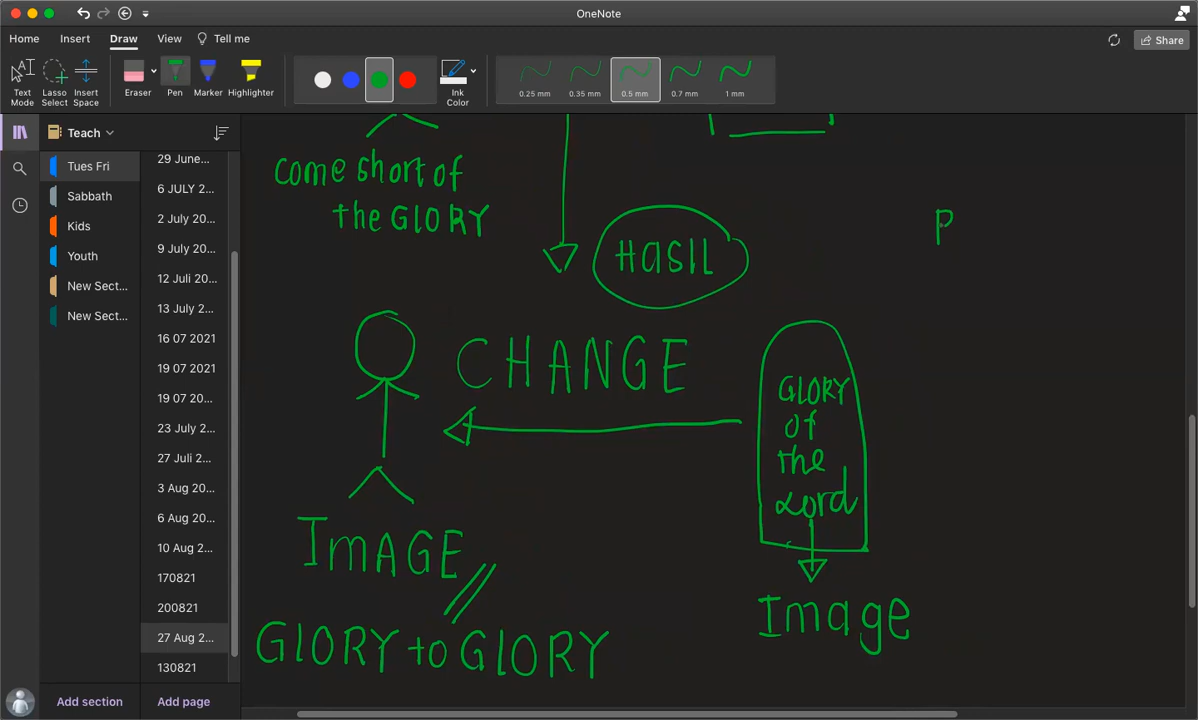 OneNote
Home Insert Draw View Tell me
Share
Text Mode
Lasso Select
Insert Space
Eraser
Pen
Marker
Highlighter
Ink Color
0.25 mm 0.35 mm 0.5 mm 0.7 mm 1 mm
Teach
Tues Fri
Sabbath
Kids
Youth
New Sect...
New Sect...
29 June...
6 JULY 2...
2 July 20...
9 July 20...
12 Juli 20...
13 July 2...
16 07 2021
19 07 2021
19 07 2021
23 July 2...
27 Juli 20...
3 Aug 20...
6 Aug 20...
10 Aug 2...
170821
200821
27 Aug 2...
130821
Add section
Add page
come short of
the GLORY
HasIL
P
CHANGE
GLORY
of
the
Lord
ImAGE
Image
GLORY to GLORY